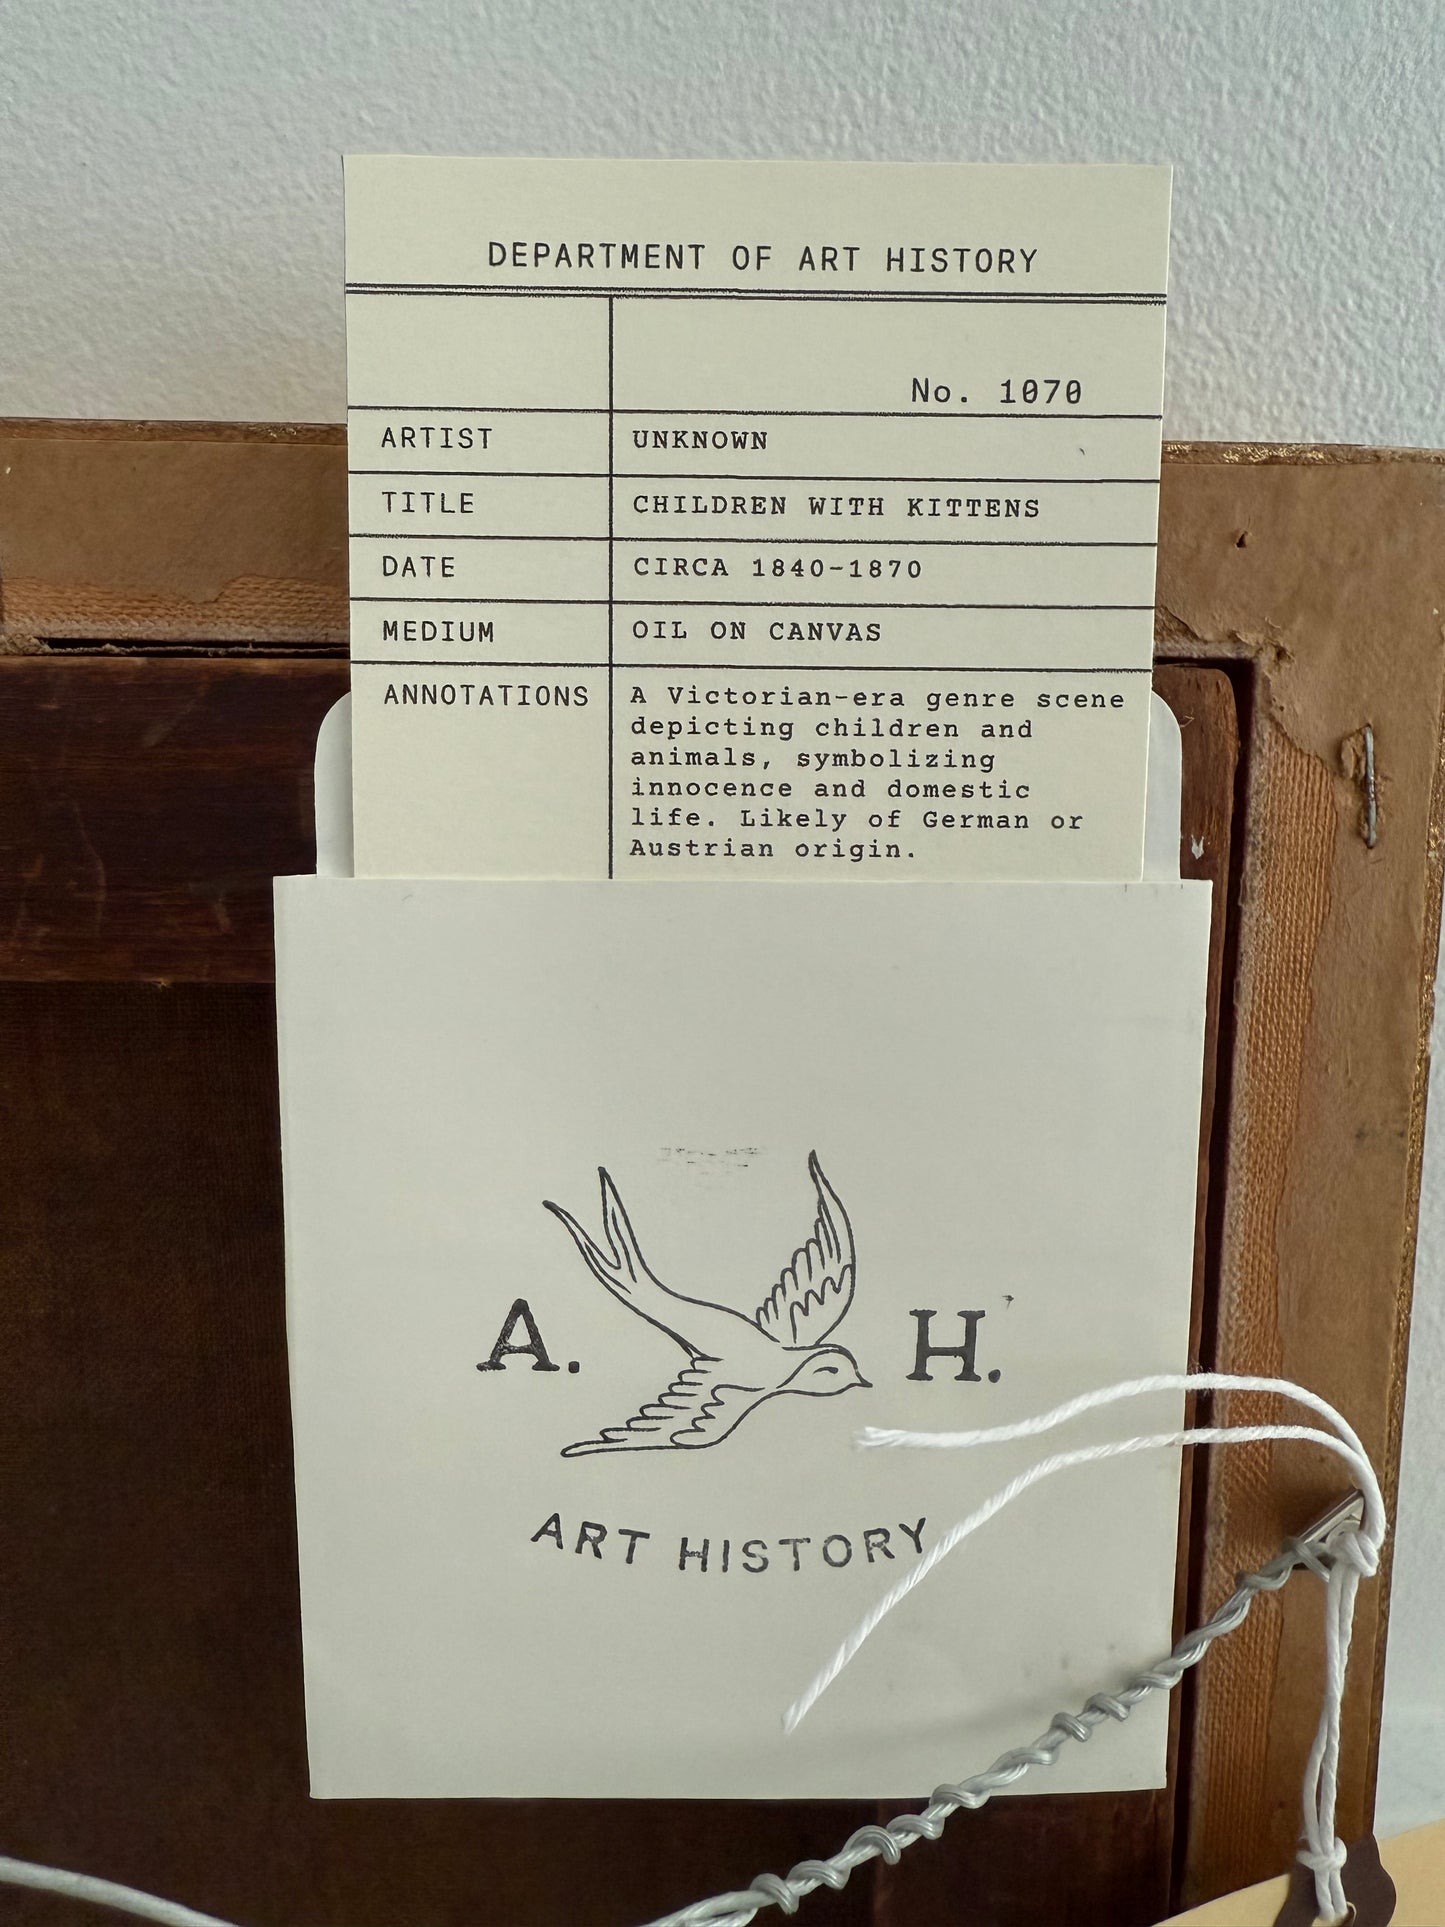 DEPARTMENT OF ART HISTORY
No. 1070
ARTIST UNKNOWN
TITLE CHILDREN WITH KITTENS
DATE CIRCA 1840-1870
MEDIUM OIL ON CANVAS
ANNOTATIONS A Victorian-era genre scene
depicting children and
animals, symbolizing
innocence and domestic
life. Likely of German or
Austrian origin.
A. H.
ART HISTORY